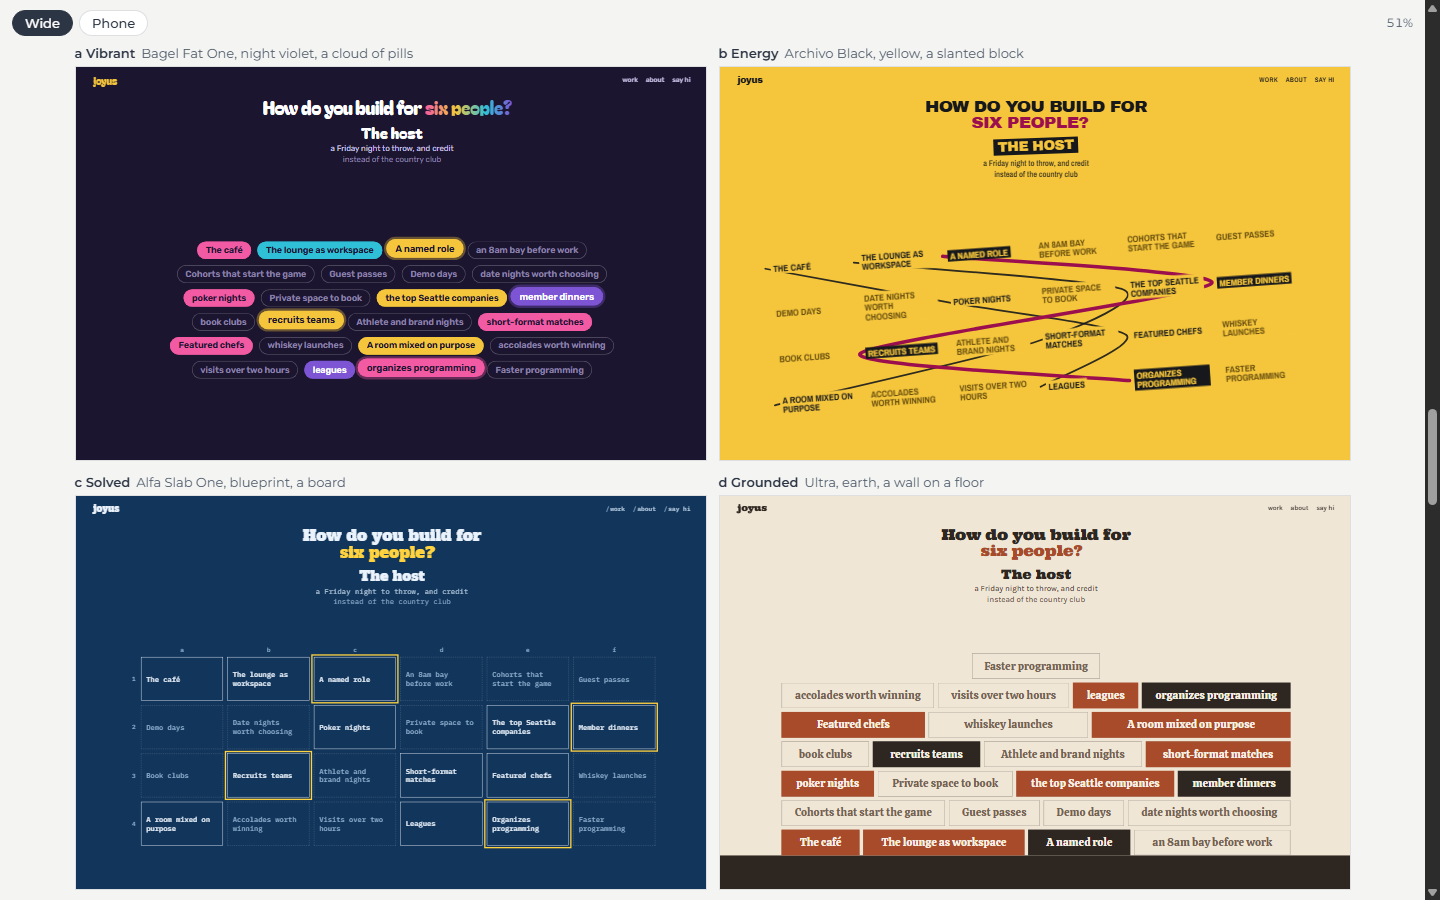 Wide Phone 51%
a Vibrant Bagel Fat One, night violet, a cloud of pills
joyus work about say hi
How do you build for six people?
The host
a Friday night to throw, and credit
instead of the country club
The café The lounge as workspace A named role an 8am bay before work
Cohorts that start the game Guest passes Demo days date nights worth choosing
poker nights Private space to book the top Seattle companies member dinners
book clubs recruits teams Athlete and brand nights short-format matches
Featured chefs whiskey launches A room mixed on purpose accolades worth winning
visits over two hours leagues organizes programming Faster programming
b Energy Archivo Black, yellow, a slanted block
joyus WORK ABOUT SAY HI
HOW DO YOU BUILD FOR
SIX PEOPLE?
THE HOST
a Friday night to throw, and credit
instead of the country club
THE CAFÉ
THE LOUNGE AS
WORKSPACE
A NAMED ROLE
AN 8AM BAY
BEFORE WORK
COHORTS THAT
START THE GAME
GUEST PASSES
DEMO DAYS
DATE NIGHTS
WORTH
CHOOSING
POKER NIGHTS
PRIVATE SPACE
TO BOOK
THE TOP SEATTLE
COMPANIES
MEMBER DINNERS
BOOK CLUBS
RECRUITS TEAMS
ATHLETE AND
BRAND NIGHTS
SHORT-FORMAT
MATCHES
FEATURED CHEFS
WHISKEY
LAUNCHES
A ROOM MIXED ON
PURPOSE
ACCOLADES
WORTH WINNING
VISITS OVER TWO
HOURS
LEAGUES
ORGANIZES
PROGRAMMING
FASTER
PROGRAMMING
c Solved Alfa Slab One, blueprint, a board
joyus /work /about /say hi
How do you build for
six people?
The host
a Friday night to throw, and credit
instead of the country club
a b c d e f
1
The café
The lounge as
workspace
A named role
An 8am bay
before work
Cohorts that
start the game
Guest passes
2
Demo days
Date nights
worth choosing
Poker nights
Private space to
book
The top Seattle
companies
Member dinners
3
Book clubs
Recruits teams
Athlete and
brand nights
Short-format
matches
Featured chefs
Whiskey launches
4
A room mixed on
purpose
Accolades worth
winning
Visits over two
hours
Leagues
Organizes
programming
Faster
programming
d Grounded Ultra, earth, a wall on a floor
joyus work about say hi
How do you build for
six people?
The host
a Friday night to throw, and credit
instead of the country club
Faster programming
accolades worth winning visits over two hours leagues organizes programming
Featured chefs whiskey launches A room mixed on purpose
book clubs recruits teams Athlete and brand nights short-format matches
poker nights Private space to book the top Seattle companies member dinners
Cohorts that start the game Guest passes Demo days date nights worth choosing
The café The lounge as workspace A named role an 8am bay before work